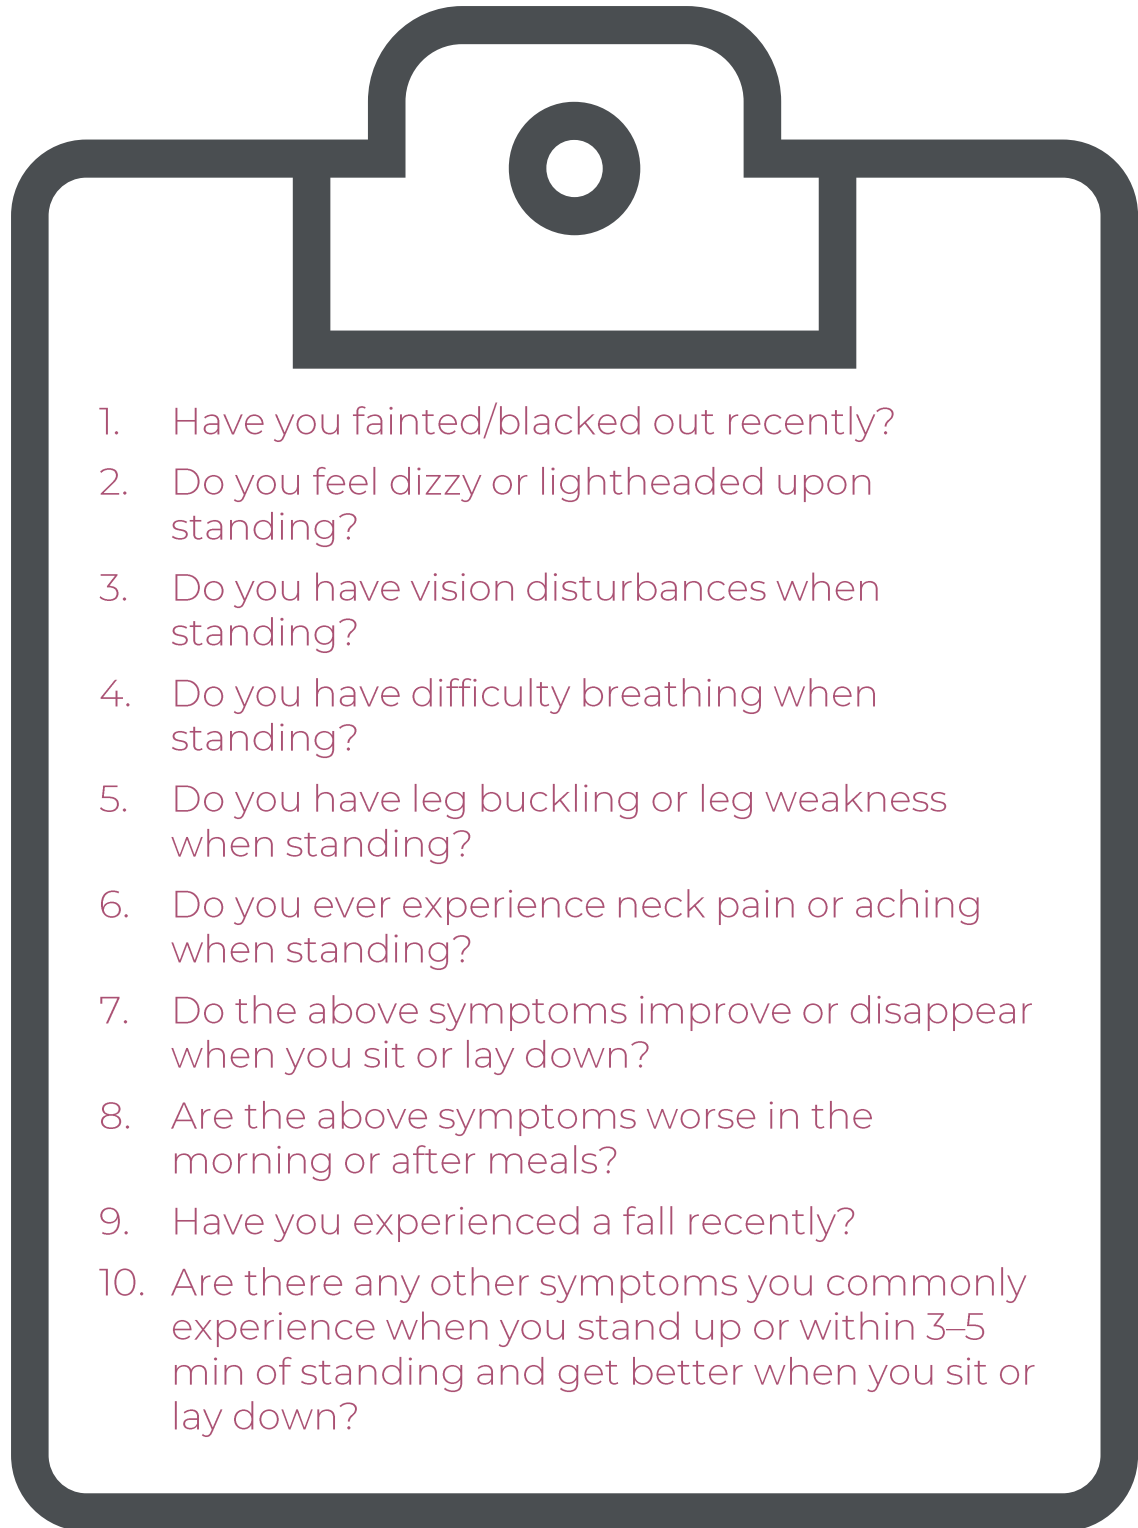 1. Have you fainted/blacked out recently?
2. Do you feel dizzy or lightheaded upon
standing?
3. Do you have vision disturbances when
standing?
4. Do you have difficulty breathing when
standing?
5. Do you have leg buckling or leg weakness
when standing?
6. Do you ever experience neck pain or aching
when standing?
7. Do the above symptoms improve or disappear
when you sit or lay down?
8. Are the above symptoms worse in the
morning or after meals?
9. Have you experienced a fall recently?
10. Are there any other symptoms you commonly
experience when you stand up or within 3–5
min of standing and get better when you sit or
lay down?